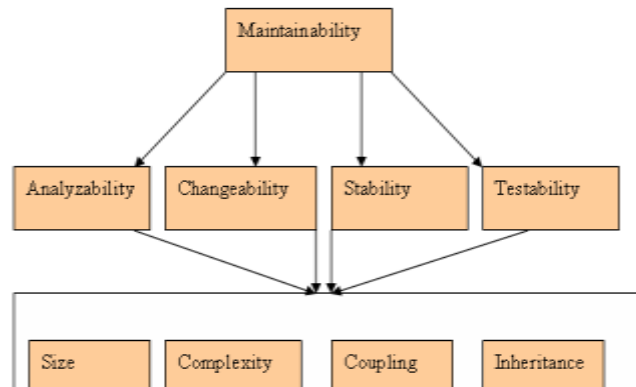 Maintainability
Analyzability
Changeability
Stability
Testability
Size
Complexity
Coupling
Inheritance